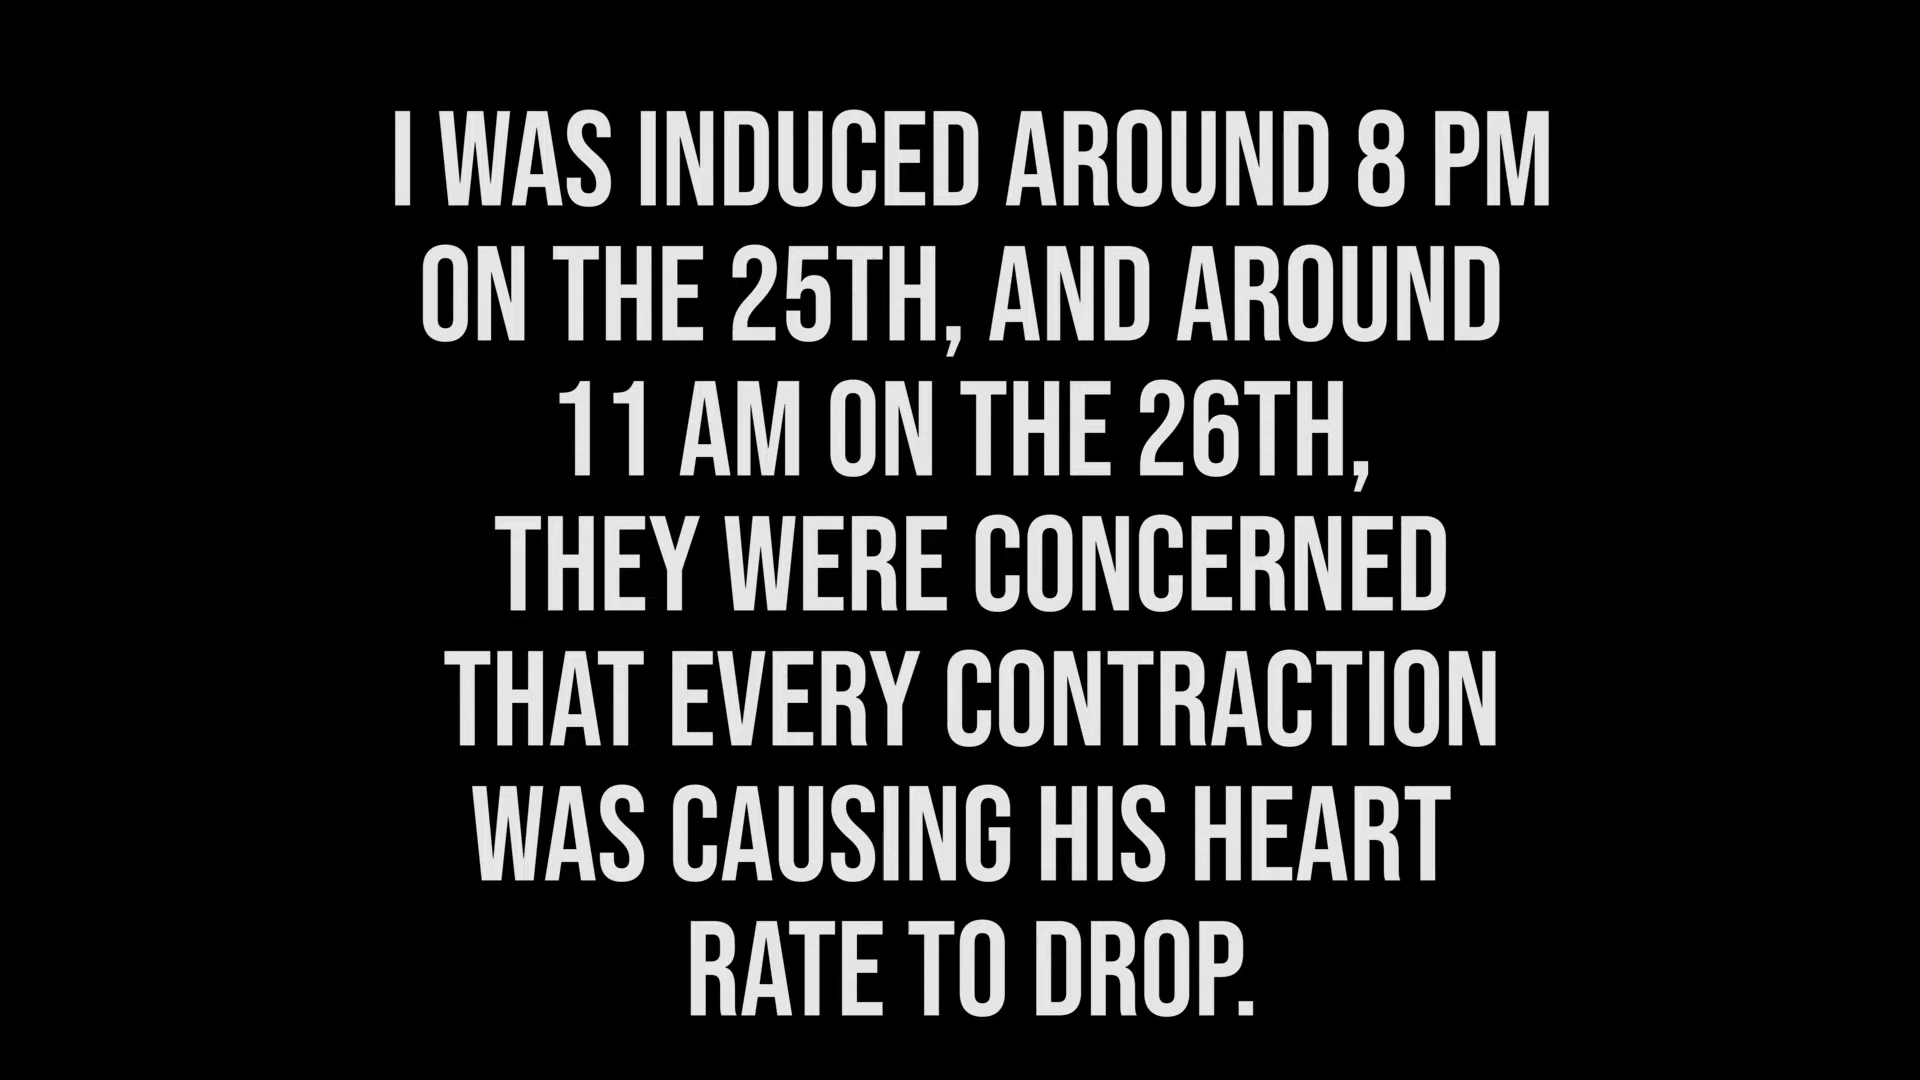 I WAS INDUCED AROUND 8 PM
ON THE 25TH, AND AROUND
11 AM ON THE 26TH,
THEY WERE CONCERNED
THAT EVERY CONTRACTION
WAS CAUSING HIS HEART
RATE TO DROP.